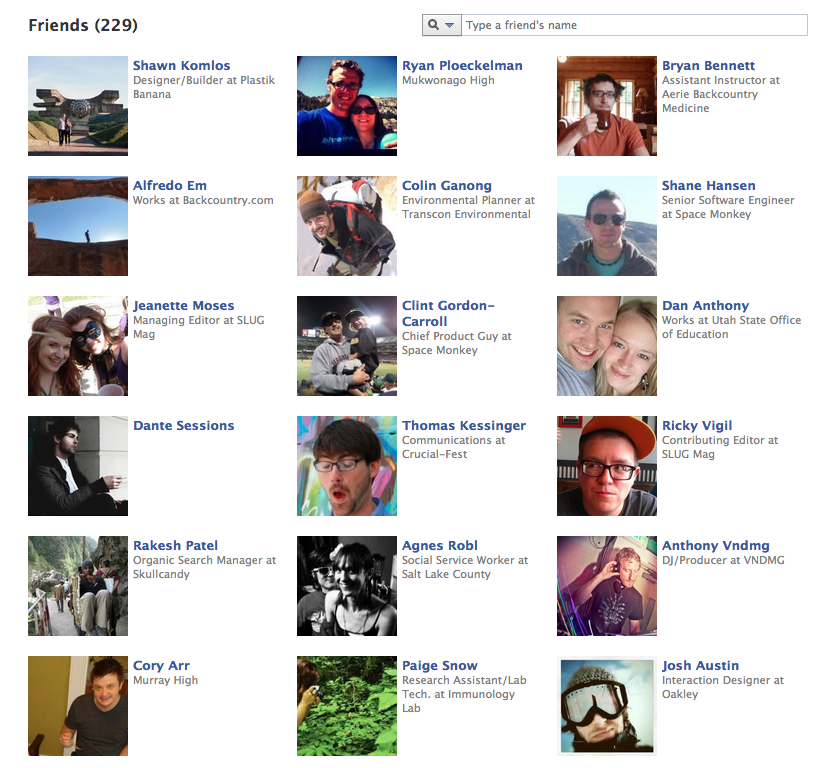 Friends (229)
Type a friend's name
Shawn Komlos
Designer/Builder at Plastik
Banana
Ryan Ploeckelman
Mukwonago High
Bryan Bennett
Assistant Instructor at
Aerie Backcountry
Medicine
Alfredo Em
Works at Backcountry.com
Colin Ganong
Environmental Planner at
Transcon Environmental
Shane Hansen
Senior Software Engineer
at Space Monkey
Jeanette Moses
Managing Editor at SLUG
Mag
Clint Gordon-
Carroll
Chief Product Guy at
Space Monkey
Dan Anthony
Works at Utah State Office
of Education
Dante Sessions
Thomas Kessinger
Communications at
Crucial-Fest
Ricky Vigil
Contributing Editor at
SLUG Mag
Rakesh Patel
Organic Search Manager at
Skullcandy
Agnes Robl
Social Service Worker at
Salt Lake County
Anthony Vndmg
DJ/Producer at VNDMG
Cory Arr
Murray High
Paige Snow
Research Assistant/Lab
Tech. at Immunology
Lab
Josh Austin
Interaction Designer at
Oakley